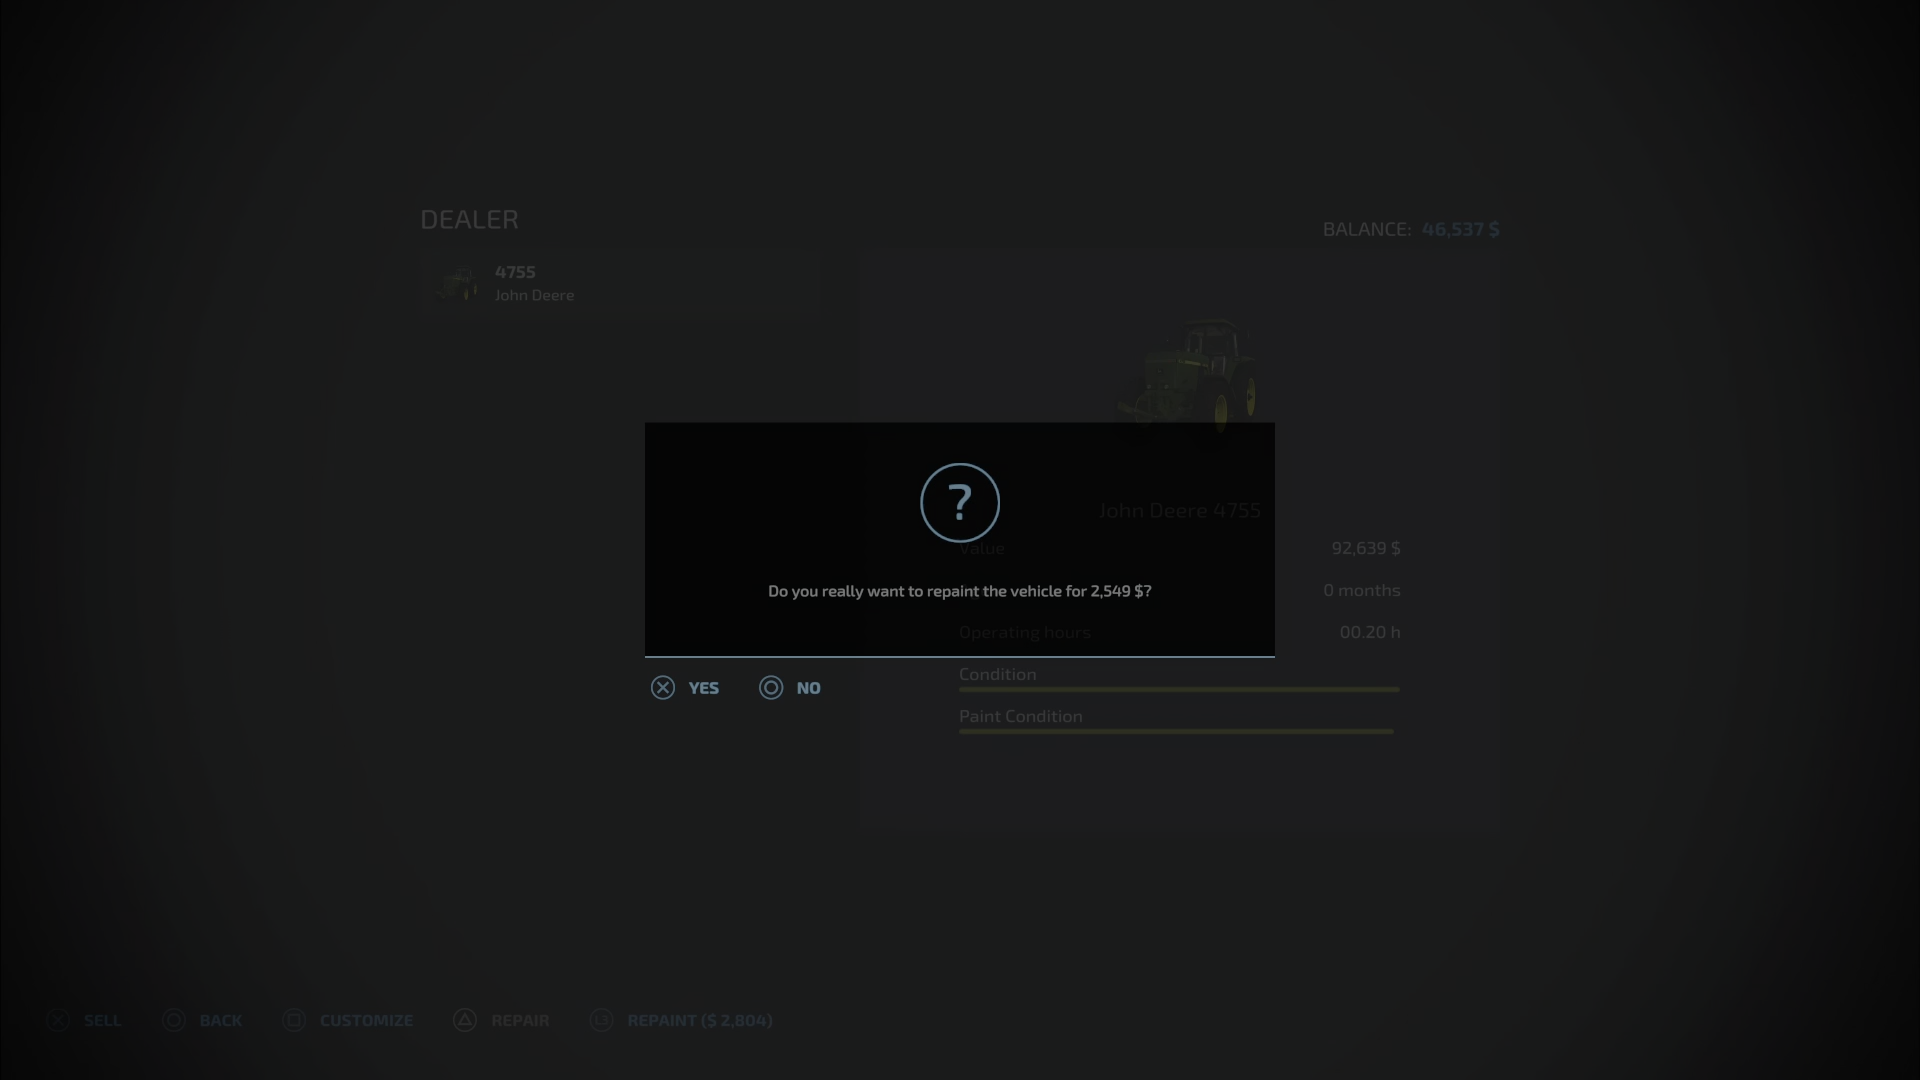 DEALER
BALANCE: 46,537 $
4755
John Deere
?
John Deere 4755
Value 92,639 $
Do you really want to repaint the vehicle for 2,549 $?
0 months
Operating hours 00.20 h
Condition
YES NO
Paint Condition
SELL BACK CUSTOMIZE REPAIR L3 REPAINT ($ 2,804)